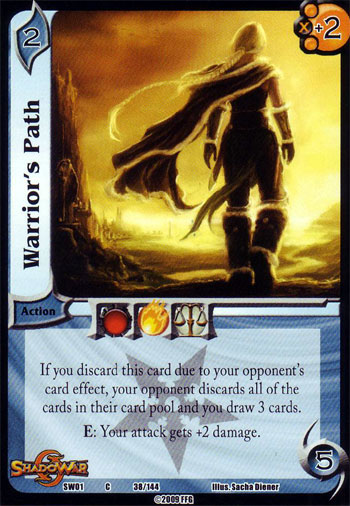 2
X +2
Warrior's Path
Action
If you discard this card due to your opponent's
card effect, your opponent discards all of the
cards in their card pool and you draw 3 cards.
E: Your attack gets +2 damage.
5
SHADOWAR
SW01 C 38/144 Illus. Sacha Diener
©2009 FFG